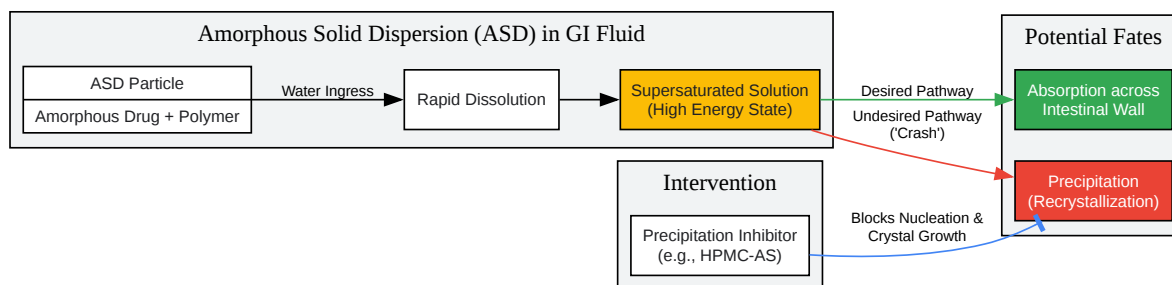 Amorphous Solid Dispersion (ASD) in GI Fluid
ASD Particle
Amorphous Drug + Polymer
Water Ingress
Rapid Dissolution
Supersaturated Solution
(High Energy State)
Desired Pathway
Undesired Pathway
('Crash')
Potential Fates
Absorption across
Intestinal Wall
Precipitation
(Recrystallization)
Intervention
Precipitation Inhibitor
(e.g., HPMC-AS)
Blocks Nucleation &
Crystal Growth